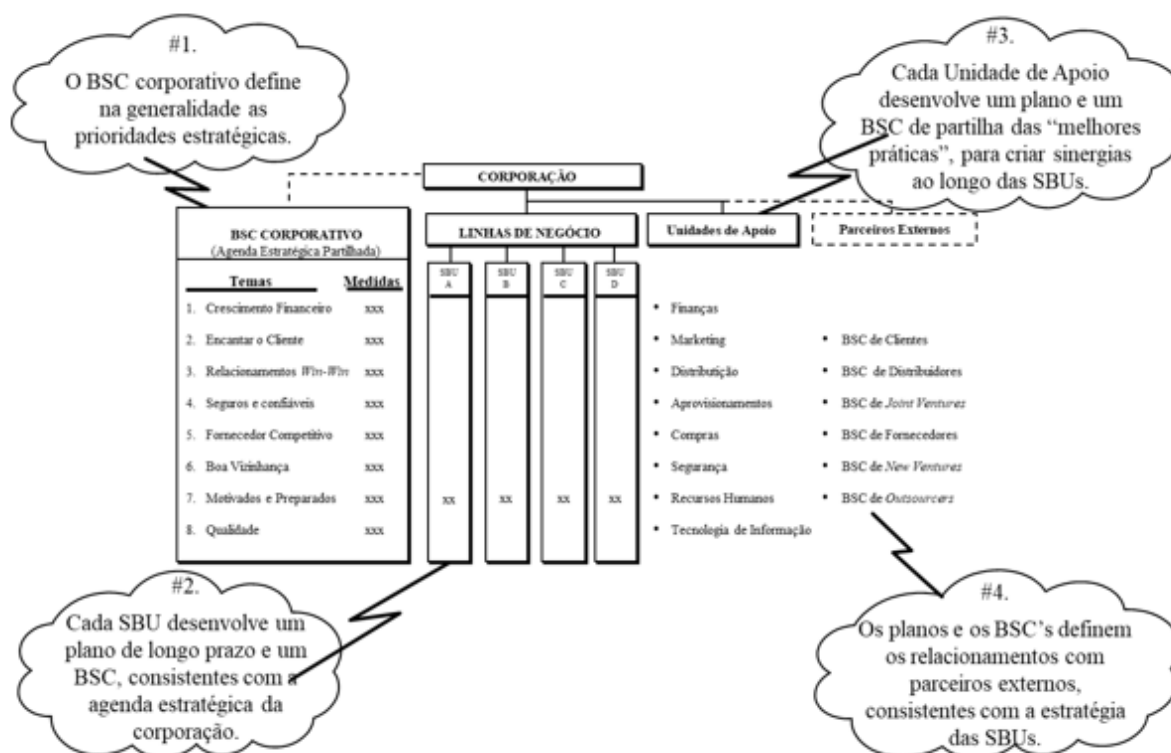 #1.
O BSC corporativo define
na generalidade as
prioridades estratégicas.
#3.
Cada Unidade de Apoio
desenvolve um plano e um
BSC de partilha das “melhores
práticas”, para criar sinergias
ao longo das SBUs.
CORPORAÇÃO
BSC CORPORATIVO
(Agenda Estratégica Partilhada)
LINHAS DE NEGÓCIO
Unidades de Apoio
Parceiros Externos
Temas Medidas
SBU A
SBU B
SBU C
SBU D
1. Crescimento Financeiro xxx
2. Encantar o Cliente xxx
3. Relacionamentos Win-Win xxx
4. Seguros e confiáveis xxx
5. Fornecedor Competitivo xxx
6. Boa Vizinhança xxx
7. Motivados e Preparados xxx
8. Qualidade xxx
xx xx xx xx
• Finanças
• Marketing
• Distributição
• Aprovisionamentos
• Compras
• Segurança
• Recursos Humanos
• Tecnologia de Informação
• BSC de Clientes
• BSC de Distribuidores
• BSC de Joint Ventures
• BSC de Fornecedores
• BSC de New Ventures
• BSC de Outsourcers
#2.
Cada SBU desenvolve um
plano de longo prazo e um
BSC, consistentes com a
agenda estratégica da
corporação.
#4.
Os planos e os BSC’s definem
os relacionamentos com
parceiros externos,
consistentes com a estratégia
das SBUs.